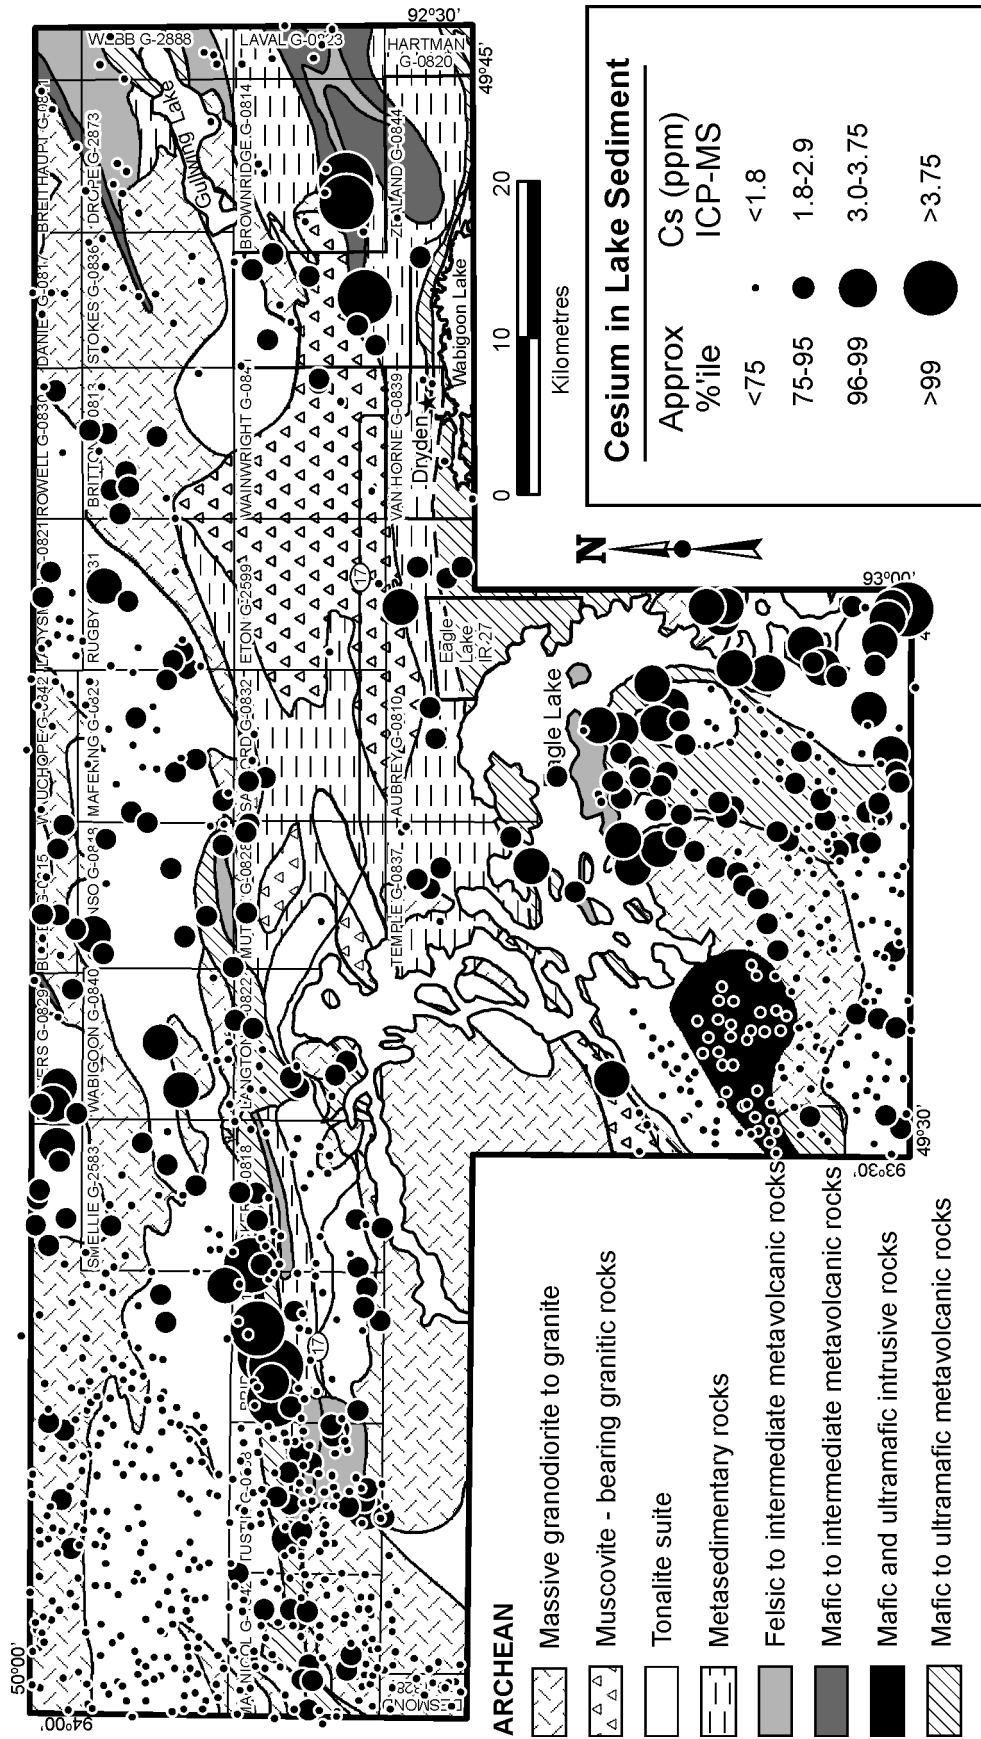 50°00'
94°00'
92°30'
49°45'
93°00'
93°30'
49°30'
WEBB G-2888
LAVAL G-0823
HARTMAN
G-0820
DROPE G-2873
Gullwing Lake
BROWNRIDGE G-0814
ZEALAND G-0844
STOKES G-0836
Wabigoon Lake
ROWELL G-0830
WAINWRIGHT G-084
VAN HORNE G-0839
Dryden
17
ETON G-2599
RUGBY
Eagle
Lake
IR-27
MAFEKING G-082
AUBREY G-0810
TEMPLE G-0837
WABIGOON G-0840
LANGTON G-0822
SMELLIE G-2583
17
0 10 20
Kilometres
N
Cesium in Lake Sediment
Approx Cs (ppm)
%'ile ICP-MS
<75 <1.8
75-95 1.8-2.9
96-99 3.0-3.75
>99 >3.75
ARCHEAN
Massive granodiorite to granite
Muscovite - bearing granitic rocks
Tonalite suite
Metasedimentary rocks
Felsic to intermediate metavolcanic rocks
Mafic to intermediate metavolcanic rocks
Mafic and ultramafic intrusive rocks
Mafic to ultramafic metavolcanic rocks